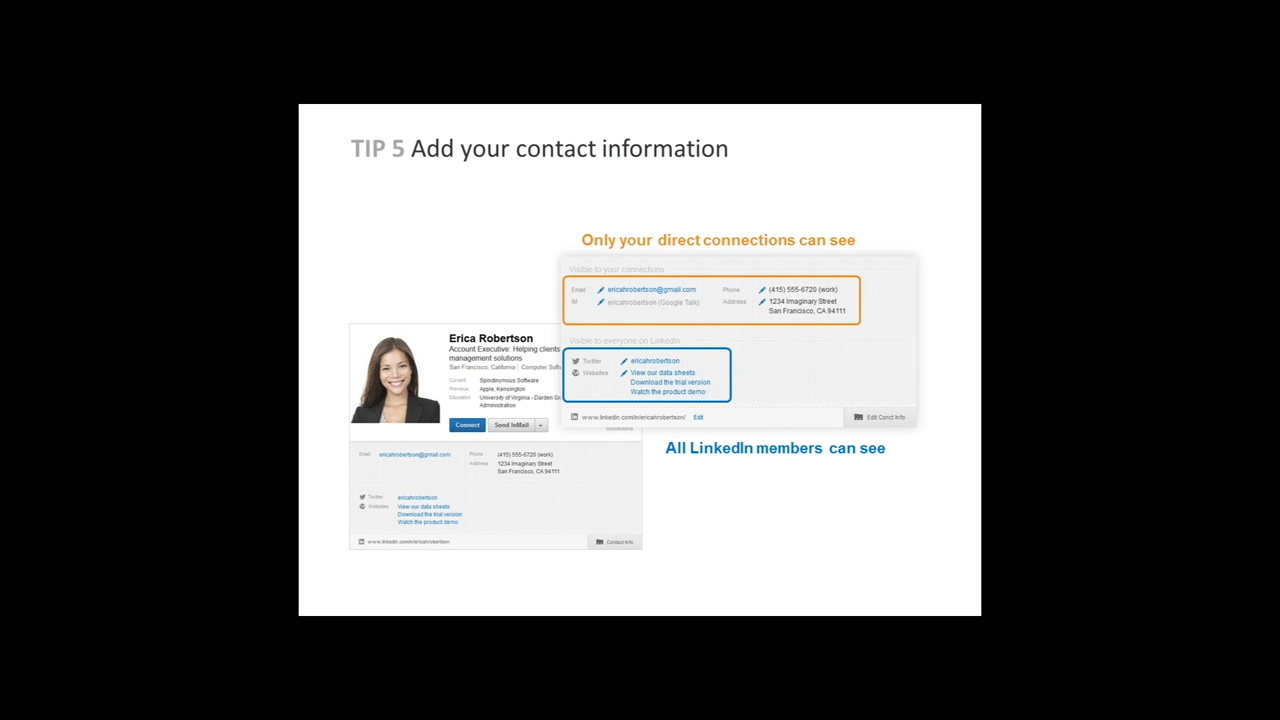 TIP 5 Add your contact information
Only your direct connections can see
Visible to your connections
Email ericahrobertson@gmail.com Phone (415) 555-6720 (work)
IM ericahrobertson (Google Talk) Address 1234 Imaginary Street
San Francisco, CA 94111
Visible to everyone on LinkedIn
Twitter ericahrobertson
Websites View our data sheets
Download the trial version
Watch the product demo
www.linkedin.com/in/ericahrobertson/ Edit Edit Conct Info
All LinkedIn members can see
Erica Robertson
Account Executive: Helping clients
management solutions
San Francisco, California | Computer Softw
Current Spindinymous Software
Previous Apple, Kensington
Education University of Virginia - Darden Gr
Administration
Connect Send InMail
connections
Email ericahrobertson@gmail.com Phone (415) 555-6720 (work)
Address 1234 Imaginary Street
San Francisco, CA 94111
Twitter ericahrobertson
Websites View our data sheets
Download the trial version
Watch the product demo
www.linkedin.com/in/ericahrobertson Contact Info